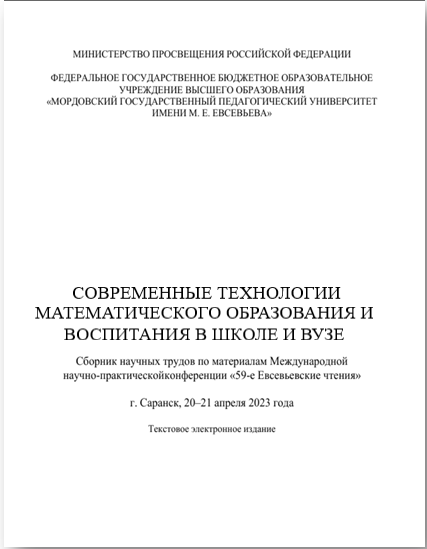 МИНИСТЕРСТВО ПРОСВЕЩЕНИЯ РОССИЙСКОЙ ФЕДЕРАЦИИ
ФЕДЕРАЛЬНОЕ ГОСУДАРСТВЕННОЕ БЮДЖЕТНОЕ ОБРАЗОВАТЕЛЬНОЕ
УЧРЕЖДЕНИЕ ВЫСШЕГО ОБРАЗОВАНИЯ
«МОРДОВСКИЙ ГОСУДАРСТВЕННЫЙ ПЕДАГОГИЧЕСКИЙ УНИВЕРСИТЕТ
ИМЕНИ М. Е. ЕВСЕВЬЕВА»
СОВРЕМЕННЫЕ ТЕХНОЛОГИИ
МАТЕМАТИЧЕСКОГО ОБРАЗОВАНИЯ И
ВОСПИТАНИЯ В ШКОЛЕ И ВУЗЕ
Сборник научных трудов по материалам Международной
научно-практическойконференции «59-е Евсевьевские чтения»
г. Саранск, 20–21 апреля 2023 года
Текстовое электронное издание